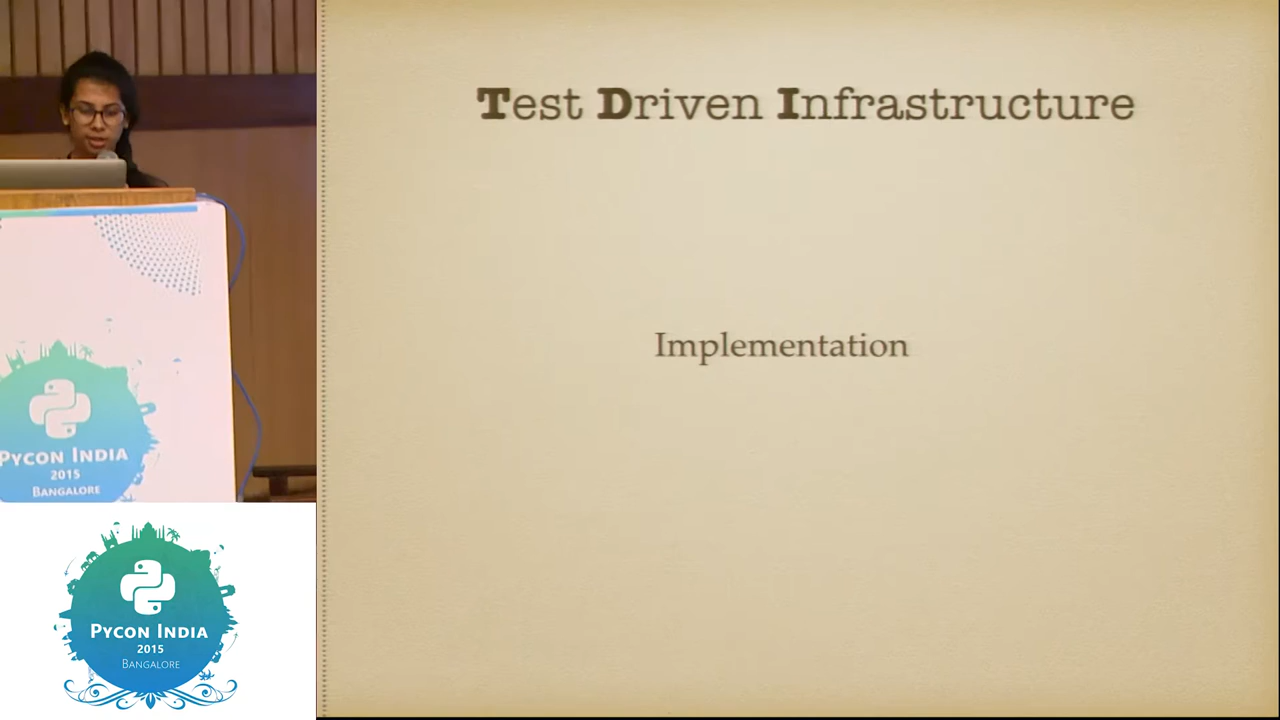 Test Driven Infrastructure
Implementation
PYCON INDIA
2015
BANGALORE
PYCON INDIA
2015
BANGALORE